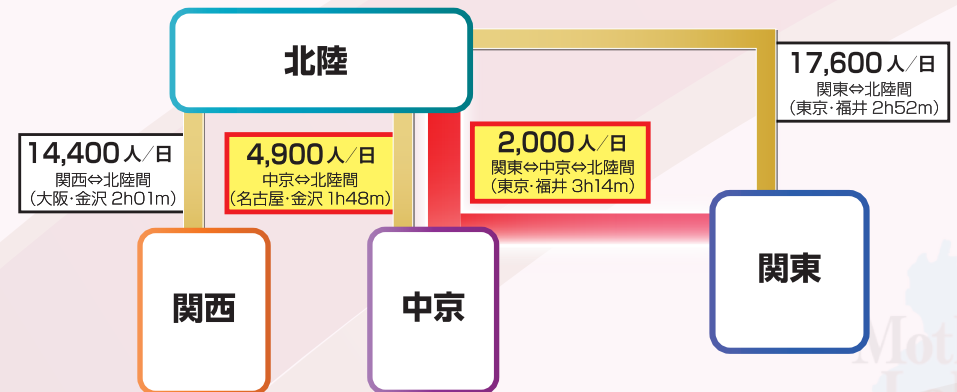 北陸
17,600人/日
関東⇔北陸間
(東京・福井 2h52m)
14,400人/日
関西⇔北陸間
(大阪・金沢 2h01m)
4,900人/日
中京⇔北陸間
(名古屋・金沢 1h48m)
2,000人/日
関東⇔中京⇔北陸間
(東京・福井 3h14m)
関西
中京
関東